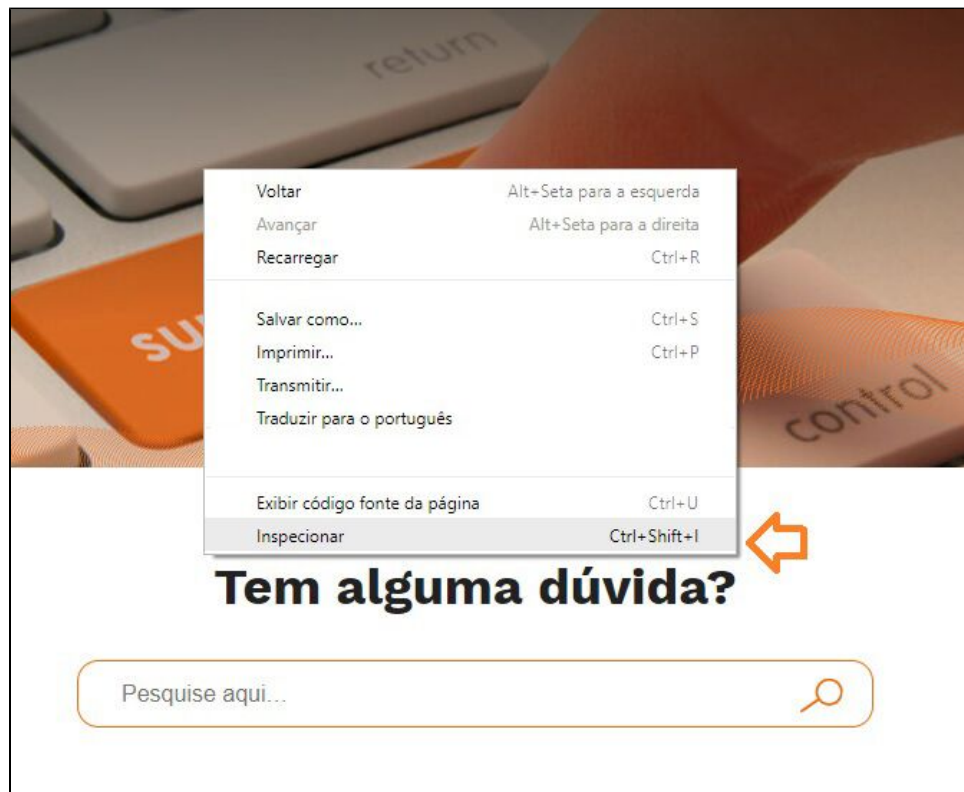 return
Voltar Alt+Seta para a esquerda
Avançar Alt+Seta para a direita
Recarregar Ctrl+R
Salvar como... Ctrl+S
Imprimir... Ctrl+P
Transmitir...
Traduzir para o português
control
Exibir código fonte da página Ctrl+U
Inspecionar Ctrl+Shift+I
Tem alguma dúvida?
Pesquise aqui...